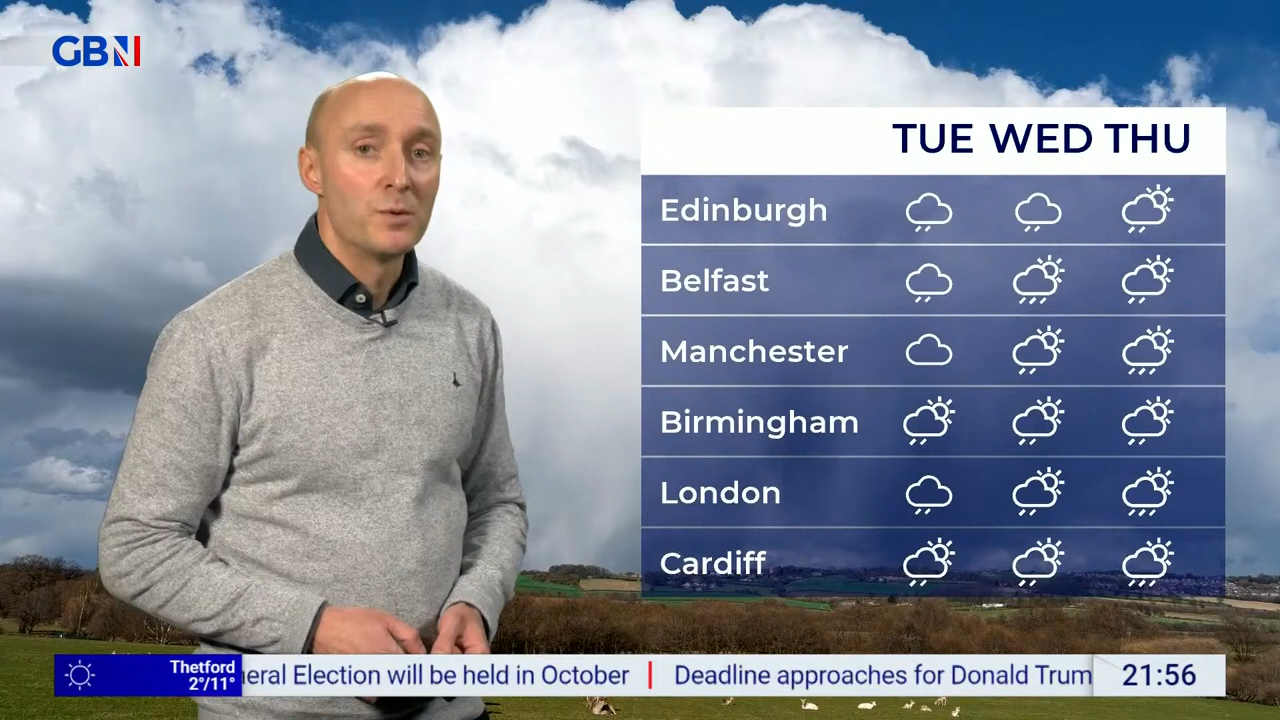 GBN
TUE WED THU
Edinburgh
Belfast
Manchester
Birmingham
London
Cardiff
Thetford
2°/11°
eral Election will be held in October | Deadline approaches for Donald Trum
21:56